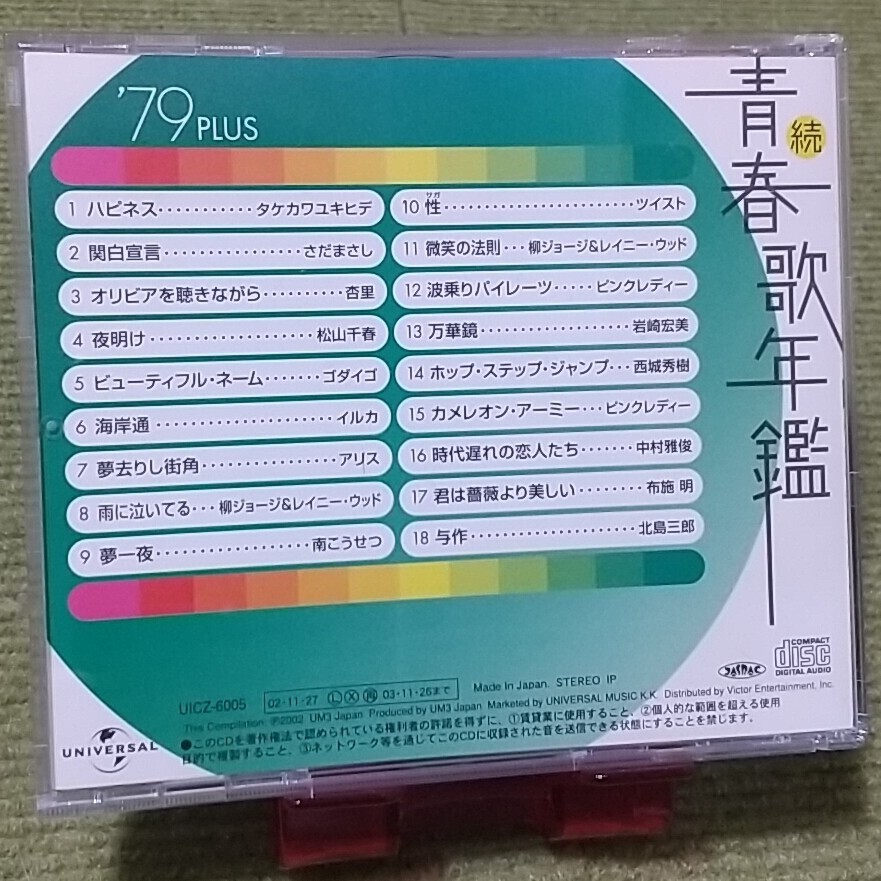 '79 PLUS
続
青春歌年鑑
1 ハピネス・・・・・・・・・・・タケカワユキヒデ
2 関白宣言・・・・・・・・・・・・・・・・さだまさし
3 オリビアを聴きながら・・・・・・・・・・杏里
4 夜明け・・・・・・・・・・・・・・・・・・・松山千春
5 ビューティフル・ネーム・・・・・・・ゴダイゴ
6 海岸通・・・・・・・・・・・・・・・・・・・・イルカ
7 夢去りし街角・・・・・・・・・・・・・・・アリス
8 雨に泣いてる・・・柳ジョージ&レイニー・ウッド
9 夢一夜・・・・・・・・・・・・・・・・・・南こうせつ
サガ
10 性・・・・・・・・・・・・・・・・・・・・・・・ツイスト
11 微笑の法則・・・柳ジョージ&レイニー・ウッド
12 波乗りパイレーツ・・・・・ピンクレディー
13 万華鏡・・・・・・・・・・・・・・・・・岩崎宏美
14 ホップ・ステップ・ジャンプ・・・西城秀樹
15 カメレオン・アーミー・・・ピンクレディー
16 時代遅れの恋人たち・・・・・・・中村雅俊
17 君は薔薇より美しい・・・・・・・・布施 明
18 与作・・・・・・・・・・・・・・・・・・・・北島三郎
UICZ-6005
02・11・27 Ⓛ Ⓧ 再 03・11・26まで
Made in Japan. STEREO IP
This Compilation: Ⓟ2002 UM3 Japan Produced by UM3 Japan Marketed by UNIVERSAL MUSIC K.K. Distributed by Victor Entertainment, Inc.
●このCDを著作権法で認められている権利者の許諾を得ずに、①賃貸業に使用すること、②個人的な範囲を超える使用
目的で複製すること、③ネットワーク等を通じてこのCDに収録された音を送信できる状態にすることを禁じます。
UNIVERSAL
JASRAC
COMPACT
disc
DIGITAL AUDIO